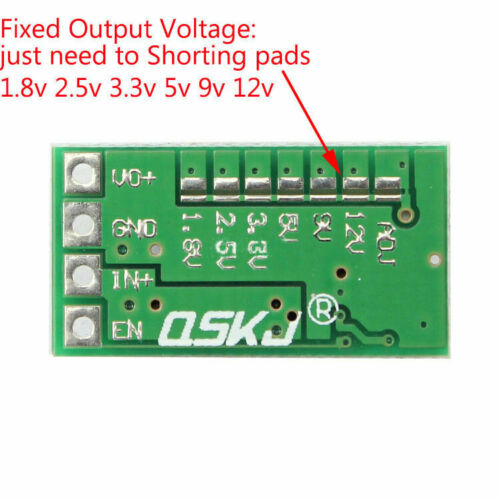 Fixed Output Voltage:
just need to Shorting pads
1.8v 2.5v 3.3v 5v 9v 12v
VO+
GND
IN+
EN
1.8V
2.5V
3.3V
5V
9V
12V
ADJ
QSKJ®